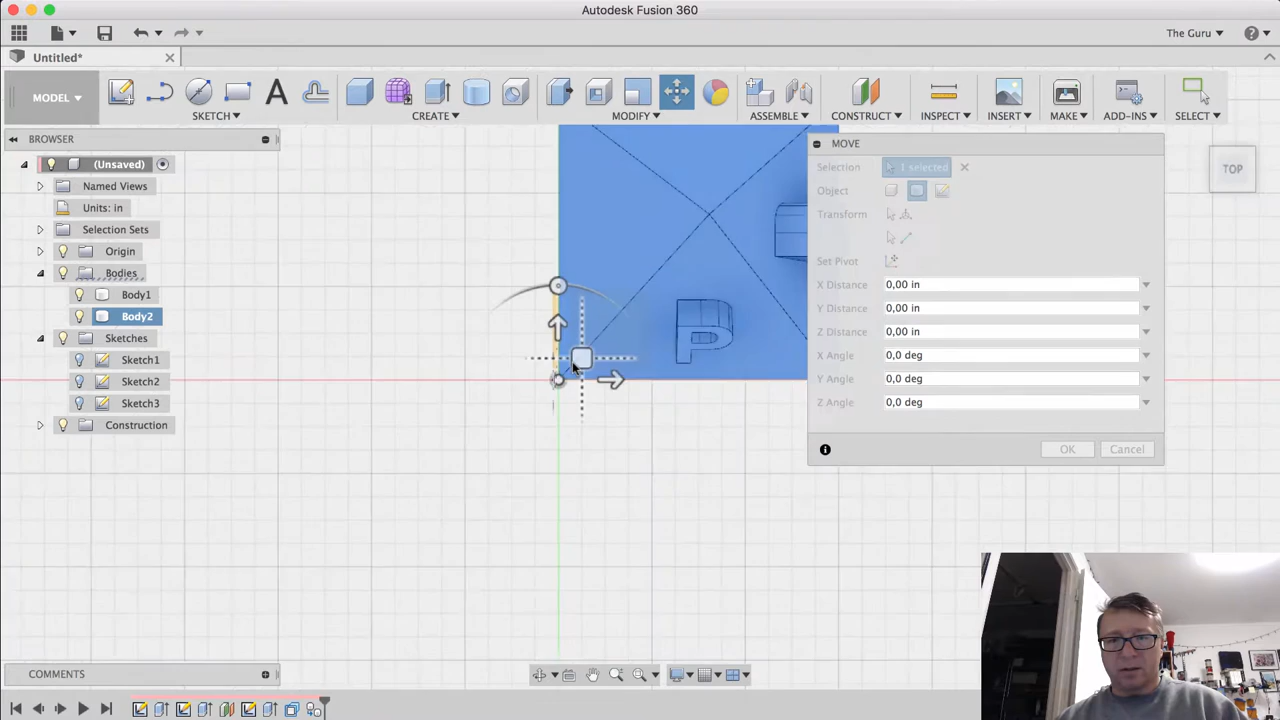 Autodesk Fusion 360
The Guru
Untitled*
MODEL
SKETCH
CREATE
MODIFY
ASSEMBLE
CONSTRUCT
INSPECT
INSERT
MAKE
ADD-INS
SELECT
BROWSER
(Unsaved)
Named Views
Units: in
Selection Sets
Origin
Bodies
Body1
Body2
Sketches
Sketch1
Sketch2
Sketch3
Construction
P
TOP
MOVE
Selection 1 selected
Object
Transform
Set Pivot
X Distance 0,00 in
Y Distance 0,00 in
Z Distance 0,00 in
X Angle 0,0 deg
Y Angle 0,0 deg
Z Angle 0,0 deg
OK Cancel
COMMENTS